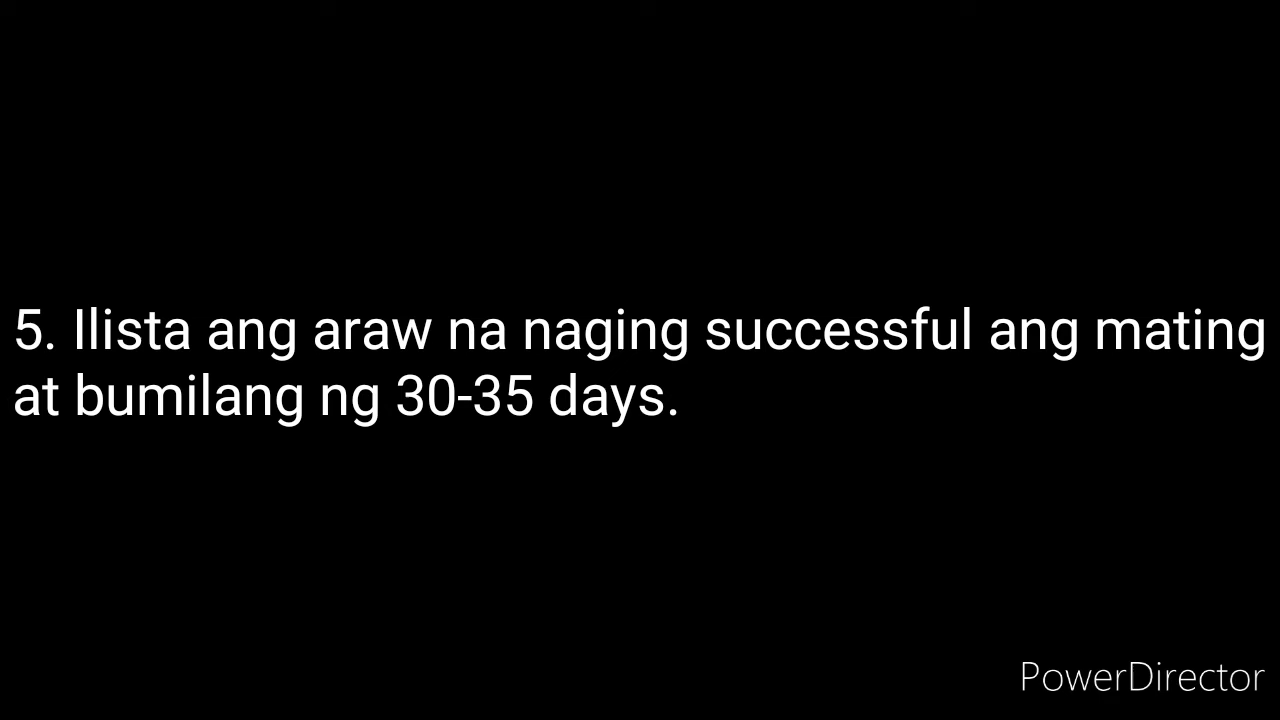 5. Ilista ang araw na naging successful ang mating
at bumilang ng 30-35 days.
PowerDirector